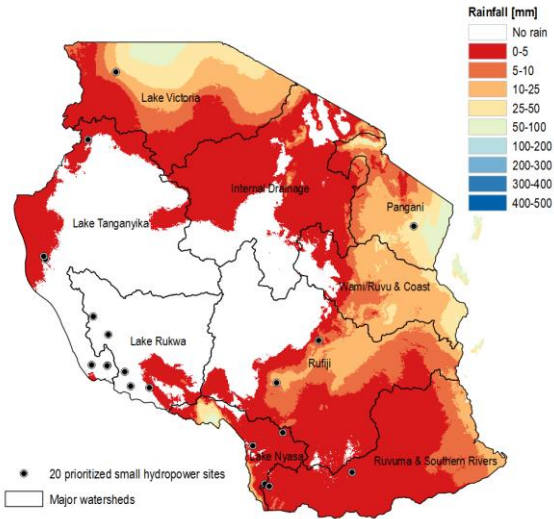 Rainfall [mm]
No rain
0-5
5-10
10-25
25-50
50-100
100-200
200-300
300-400
400-500
Lake Victoria
Internal Drainage
Pangani
Lake Tanganyika
Wami/Ruvu & Coast
Lake Rukwa
Rufiji
Lake Nyasa
Ruvuma & Southern Rivers
20 prioritized small hydropower sites
Major watersheds